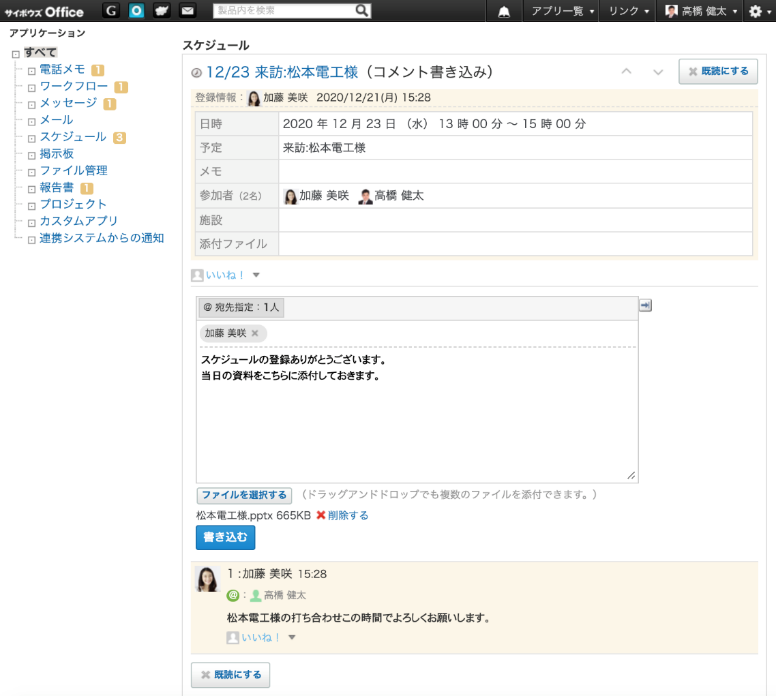 サイボウズ Office
G
製品内を検索
アプリ一覧
リンク
高橋 健太
アプリケーション
すべて
電話メモ 1
ワークフロー 1
メッセージ 1
メール
スケジュール 3
掲示板
ファイル管理
報告書 1
プロジェクト
カスタムアプリ
連携システムからの通知
スケジュール
12/23 来訪:松本電工様（コメント書き込み）
既読にする
登録情報： 加藤 美咲 2020/12/21(月) 15:28
日時 2020 年 12 月 23 日 （水） 13 時 00 分 〜 15 時 00 分
予定 来訪:松本電工様
メモ
参加者 (2名) 加藤 美咲 高橋 健太
施設
添付ファイル
いいね！
@ 宛先指定：1人
加藤 美咲 ×
スケジュールの登録ありがとうございます。
当日の資料をこちらに添付しておきます。
ファイルを選択する （ドラッグアンドドロップでも複数のファイルを添付できます。）
松本電工様.pptx 665KB 削除する
書き込む
1 :加藤 美咲 15:28
@： 高橋 健太
松本電工様の打ち合わせこの時間でよろしくお願いします。
いいね！
既読にする